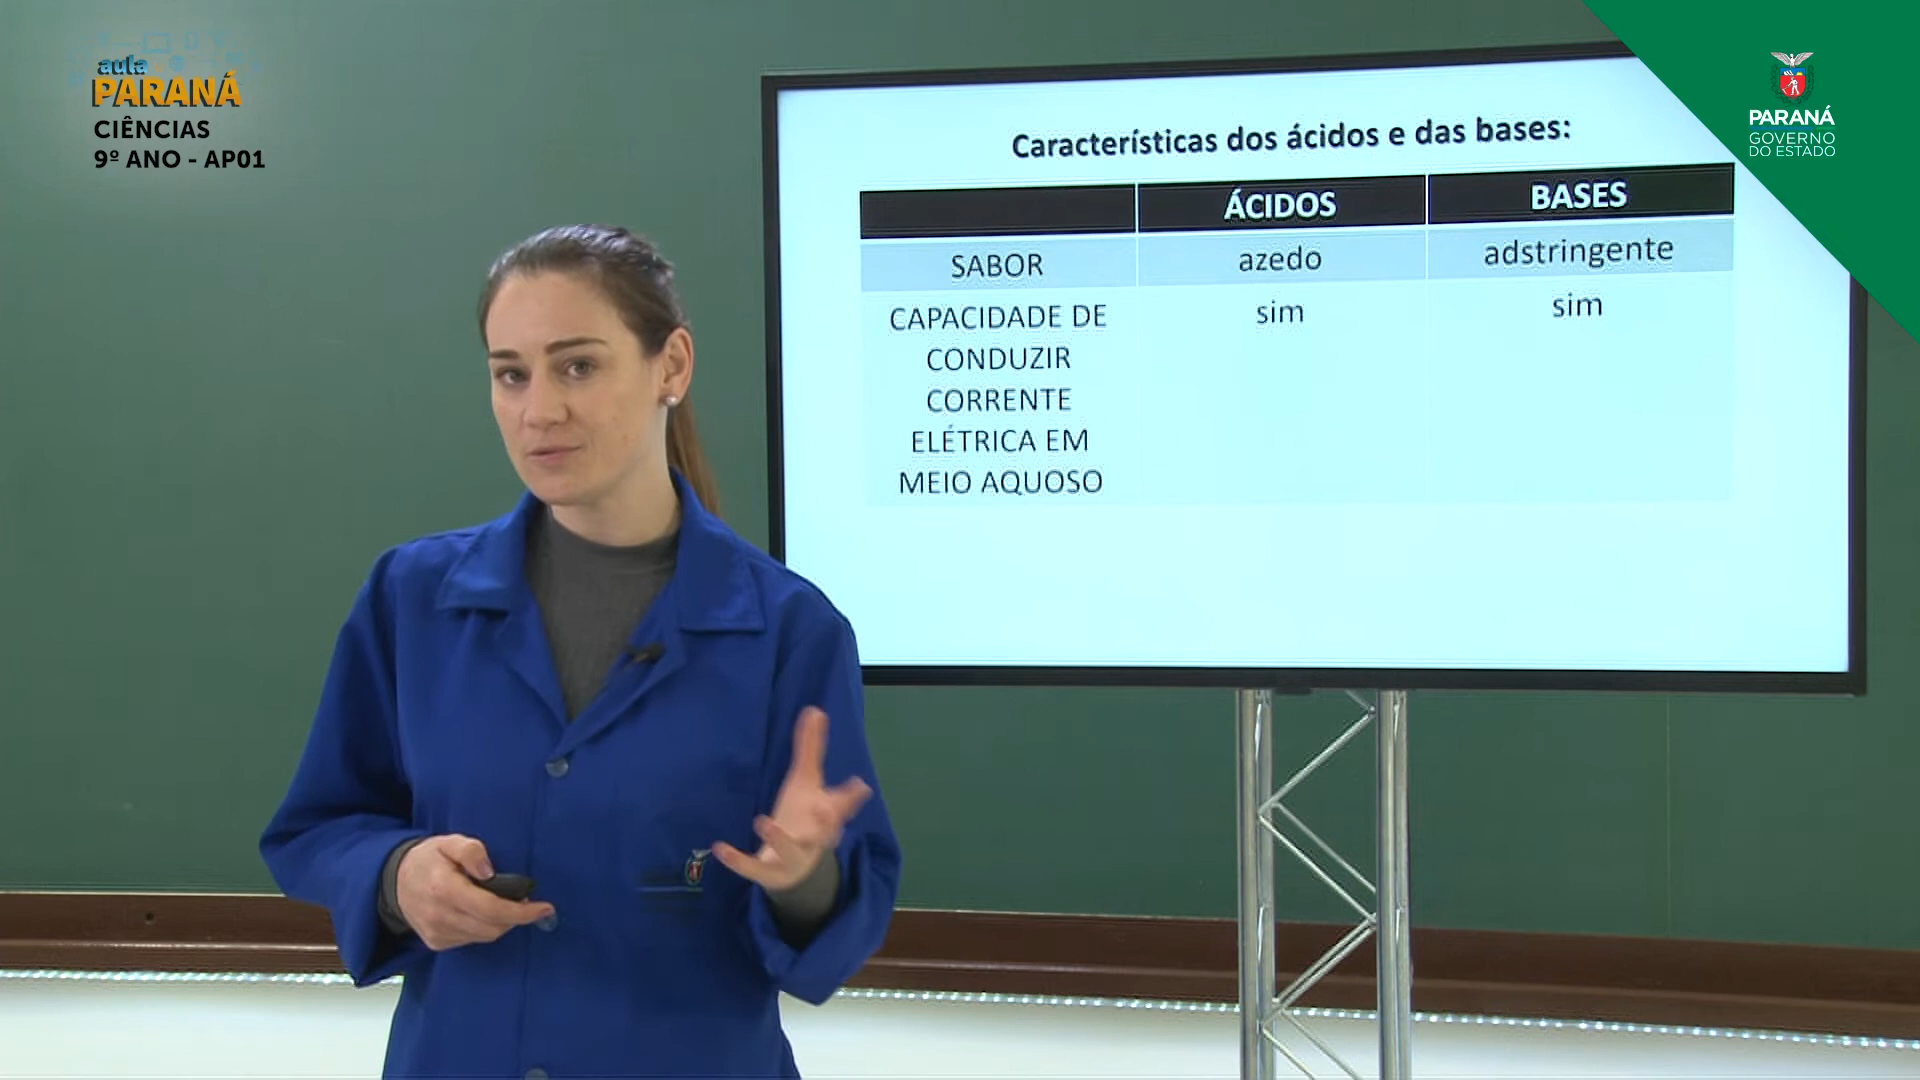 aula
PARANÁ
CIÊNCIAS
9º ANO - AP01
PARANÁ
GOVERNO
DO ESTADO
Características dos ácidos e das bases:
ÁCIDOS BASES
SABOR azedo adstringente
CAPACIDADE DE sim sim
CONDUZIR
CORRENTE
ELÉTRICA EM
MEIO AQUOSO